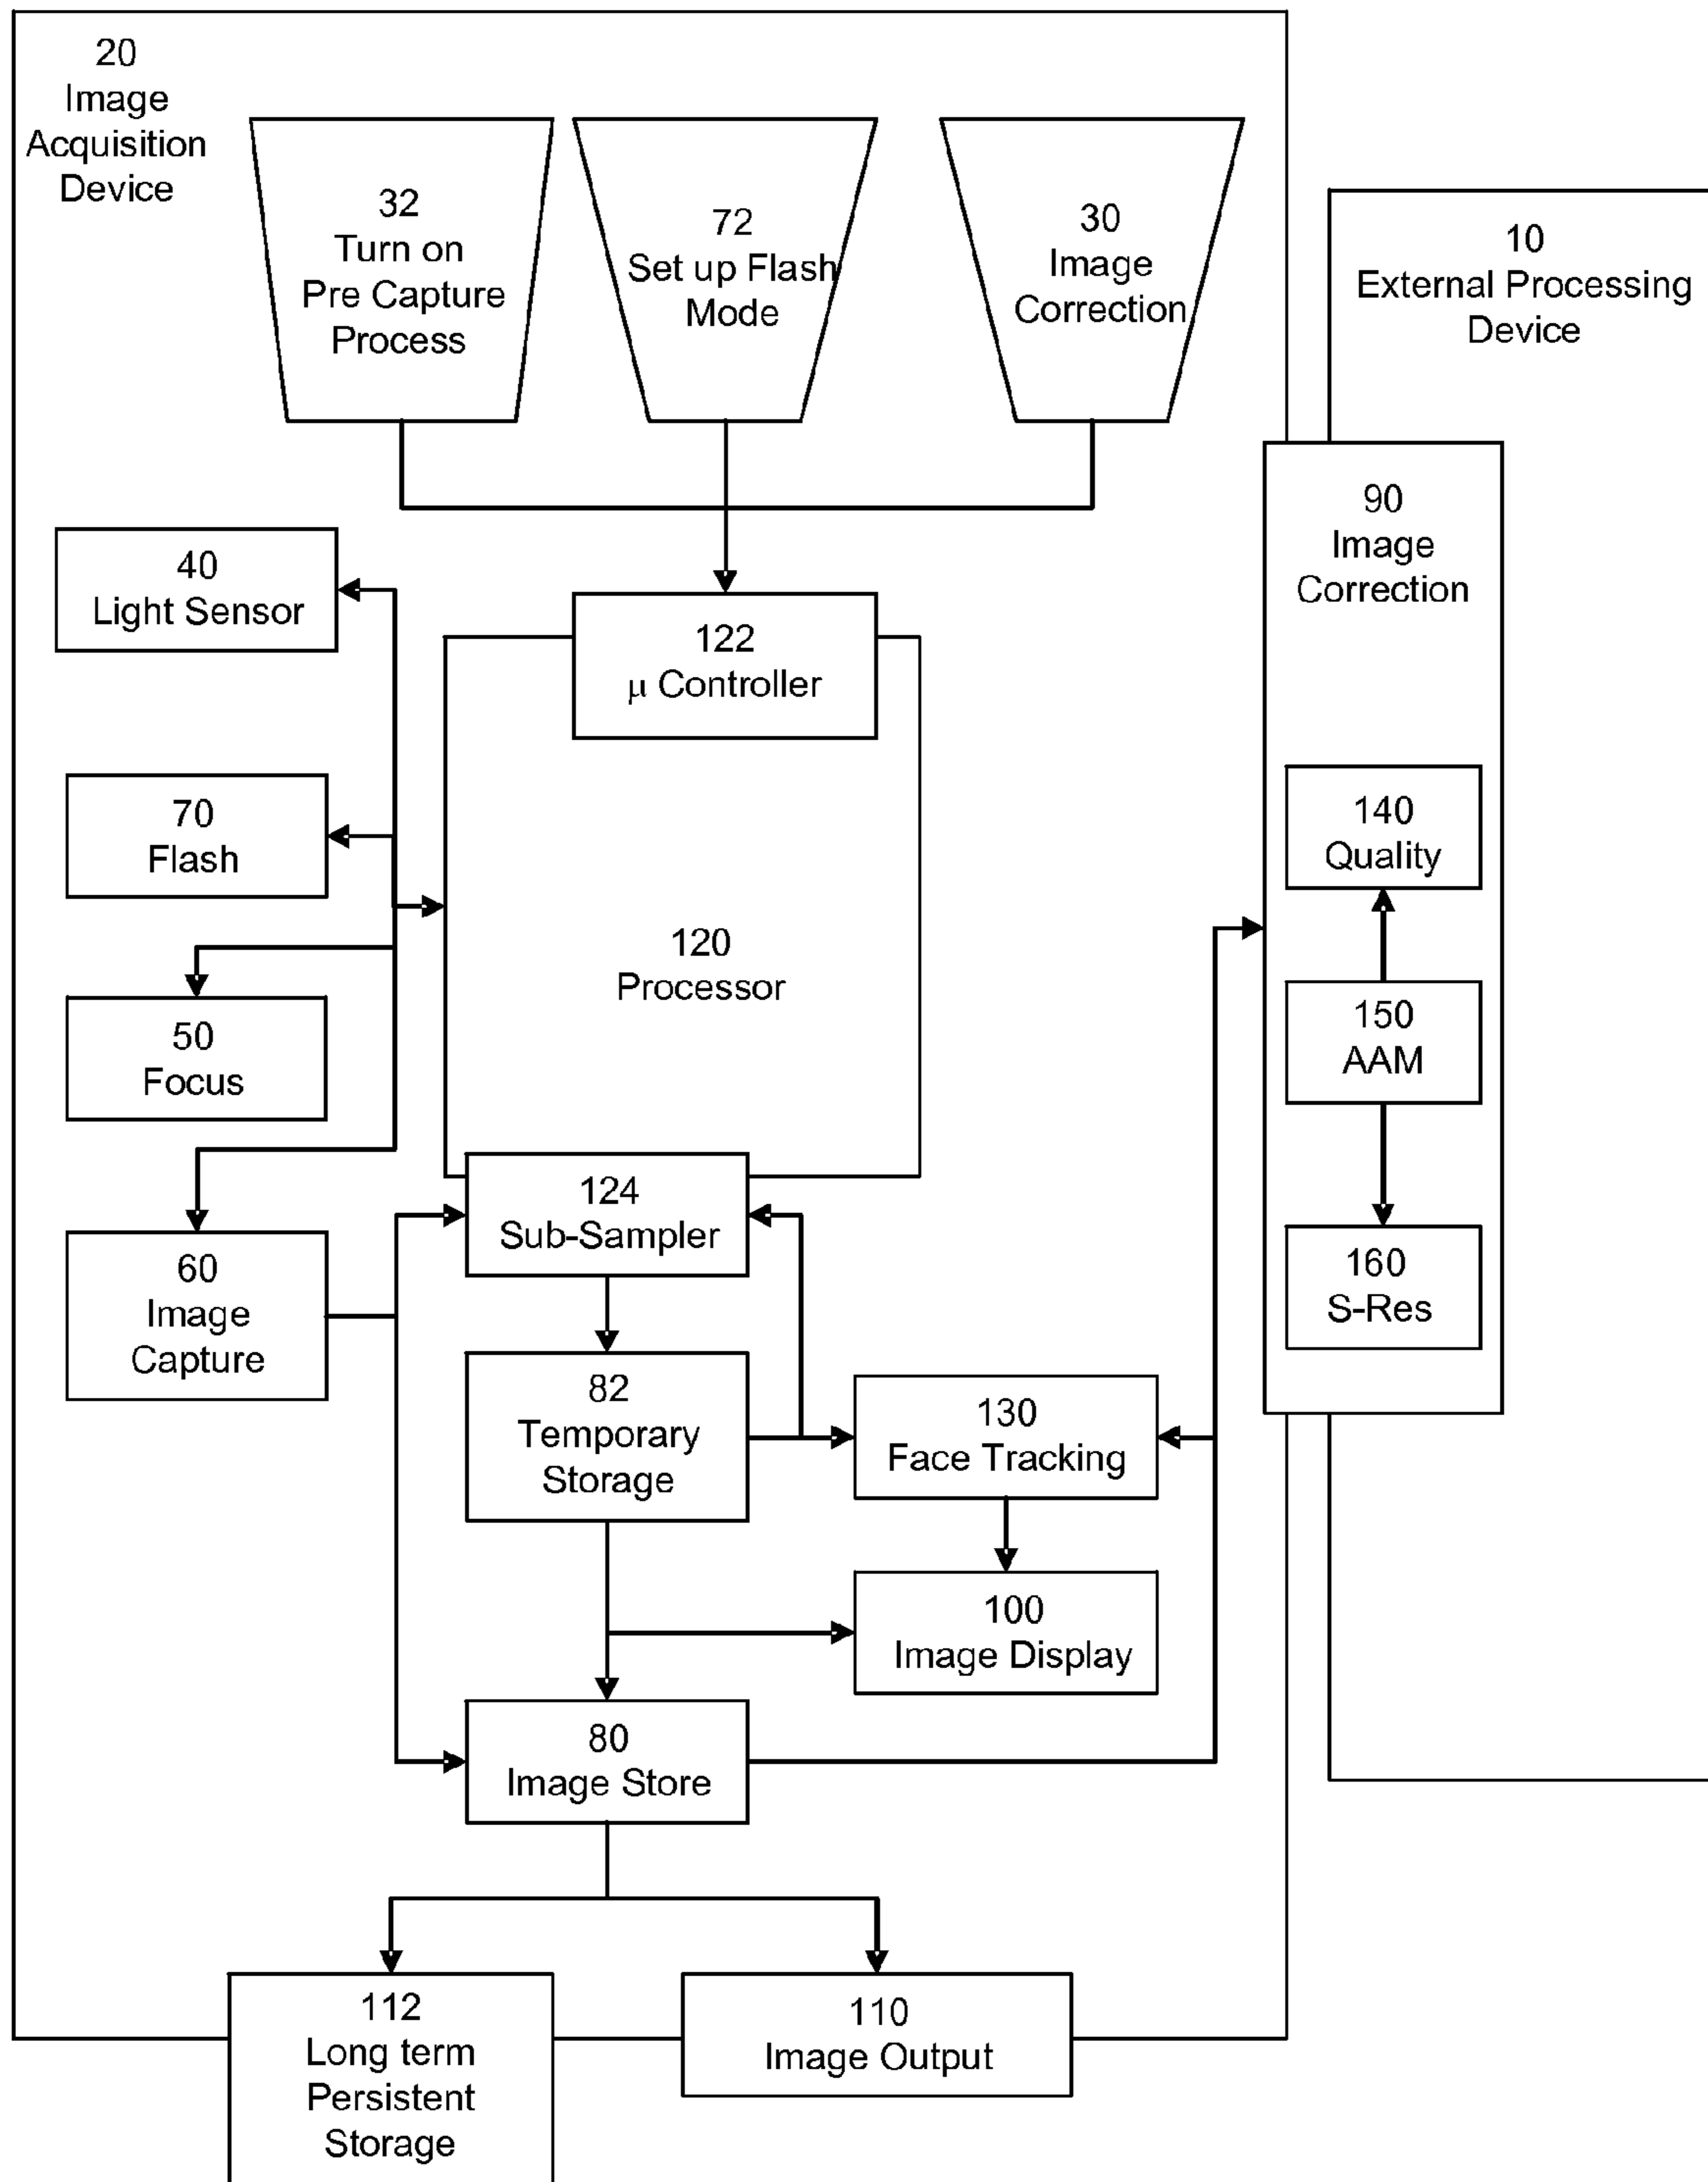 20
Image
Acquisition
Device
32
Turn on
Pre Capture
Process
72
Set up Flash
Mode
30
Image
Correction
10
External Processing
Device
90
Image
Correction
40
Light Sensor
122
μ Controller
70
Flash
140
Quality
120
Processor
50
Focus
150
AAM
124
Sub-Sampler
60
Image
Capture
160
S-Res
82
Temporary
Storage
130
Face Tracking
100
Image Display
80
Image Store
112
Long term
Persistent
Storage
110
Image Output